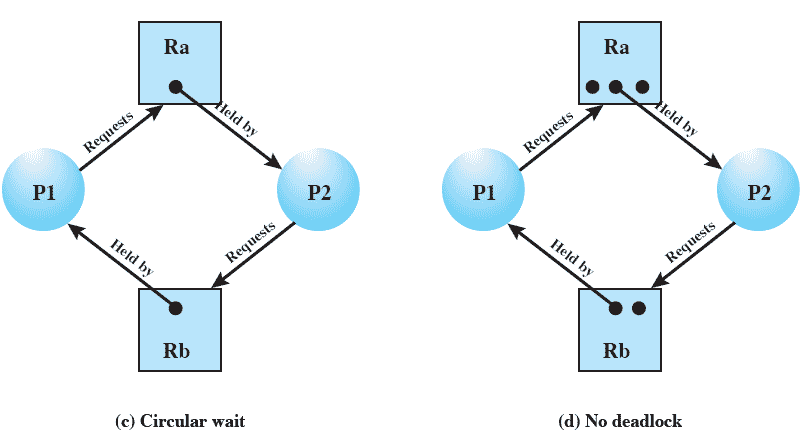 Ra
Requests
Held by
P1
P2
Held by
Requests
Rb
(c) Circular wait
Ra
Requests
Held by
P1
P2
Held by
Requests
Rb
(d) No deadlock